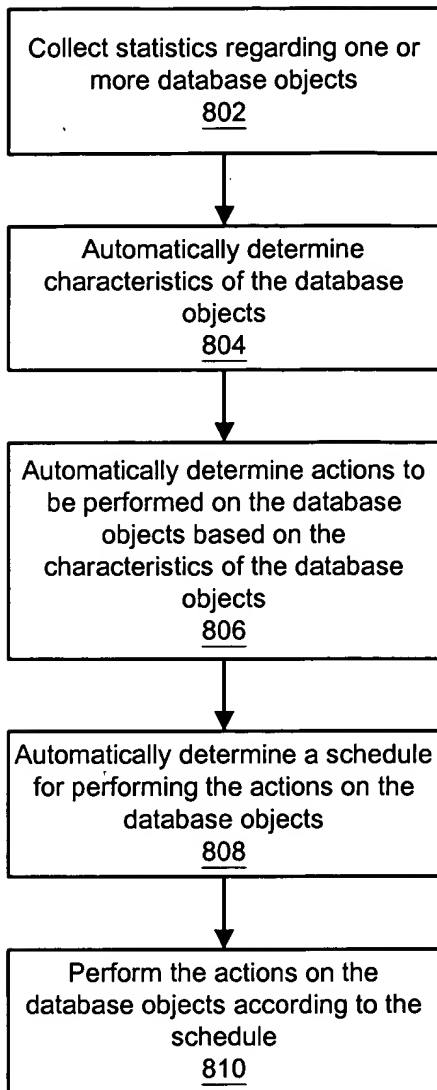 Collect statistics regarding one or
more database objects
802
Automatically determine
characteristics of the database
objects
804
Automatically determine actions to
be performed on the database
objects based on the
characteristics of the database
objects
806
Automatically determine a schedule
for performing the actions on the
database objects
808
Perform the actions on the
database objects according to the
schedule
810